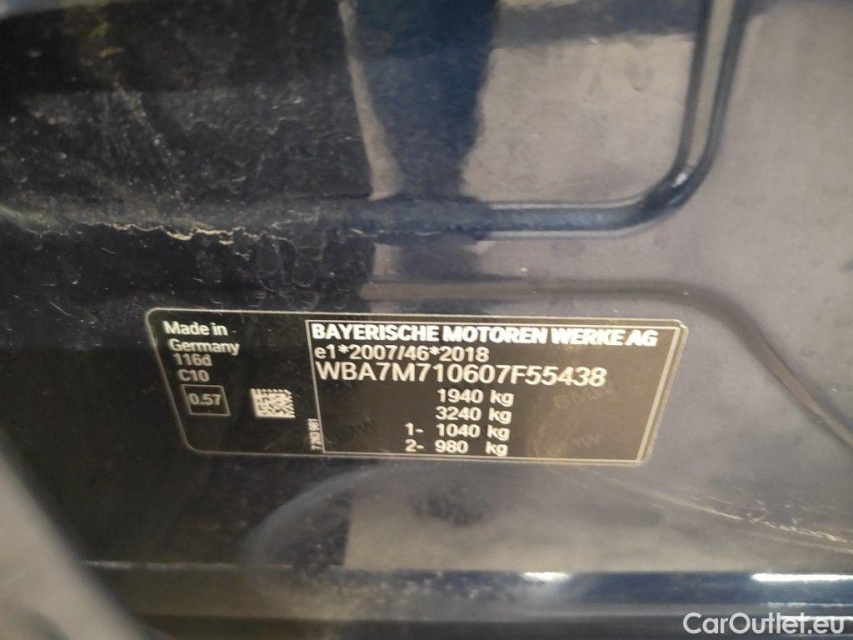 Made in
Germany
116d
C10
0.57
BAYERISCHE MOTOREN WERKE AG
e1*2007/46*2018
WBA7M710607F55438
1940 kg
3240 kg
1- 1040 kg
2- 980 kg
CarOutlet.eu